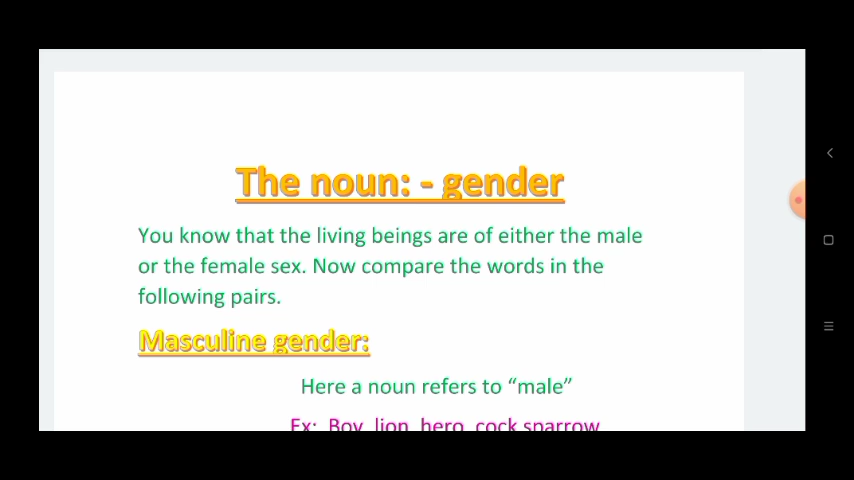 The noun: - gender
You know that the living beings are of either the male
or the female sex. Now compare the words in the
following pairs.
Masculine gender:
Here a noun refers to “male”
Ex: Boy, lion, hero, cock sparrow